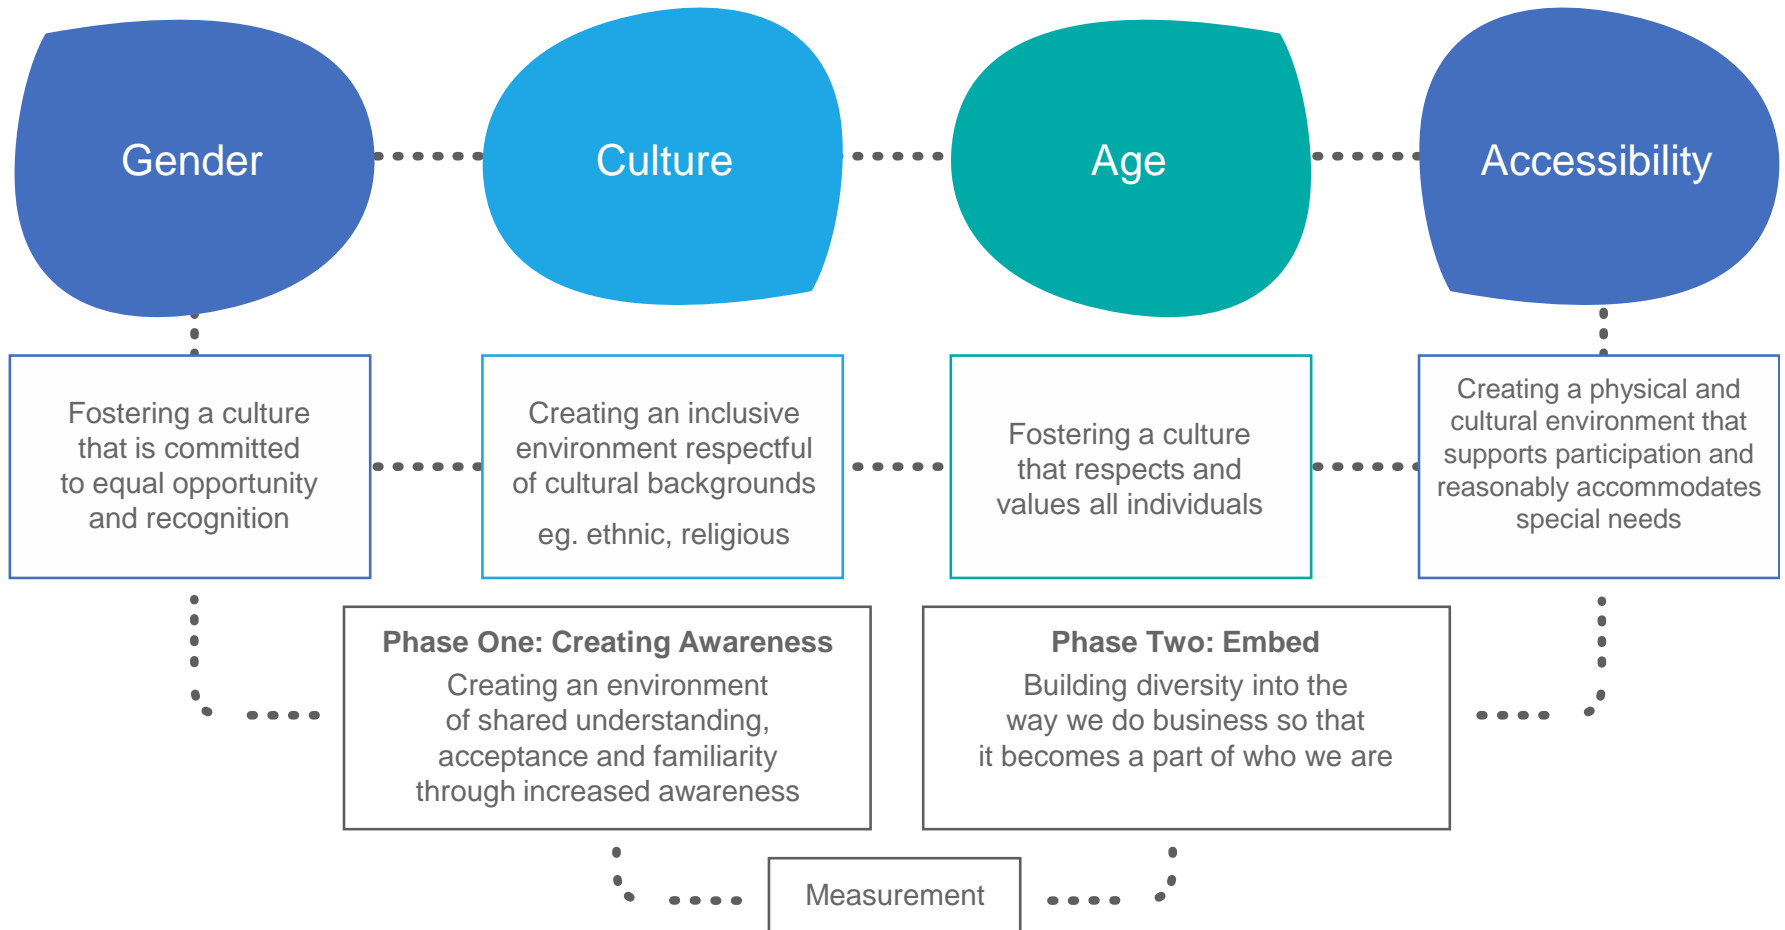 Gender
Culture
Age
Accessibility
Fostering a culture
that is committed
to equal opportunity
and recognition
Creating an inclusive
environment respectful
of cultural backgrounds
eg. ethnic, religious
Fostering a culture
that respects and
values all individuals
Creating a physical and
cultural environment that
supports participation and
reasonably accommodates
special needs
Phase One: Creating Awareness
Creating an environment
of shared understanding,
acceptance and familiarity
through increased awareness
Phase Two: Embed
Building diversity into the
way we do business so that
it becomes a part of who we are
Measurement